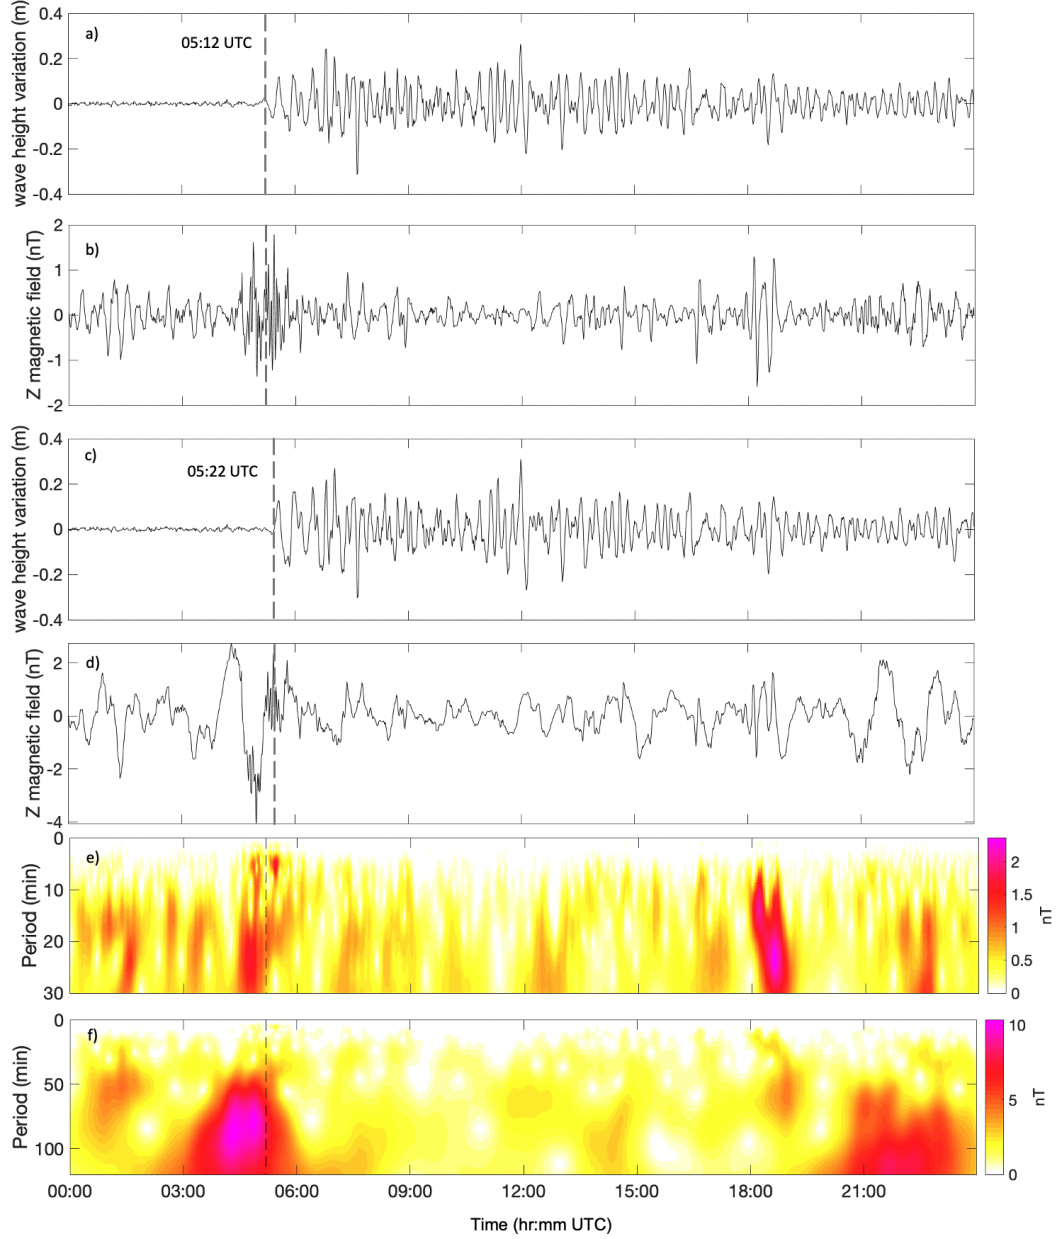 wave height variation (m)
0.4
0.2
0
-0.2
-0.4
a)
05:12 UTC
Z magnetic field (nT)
2
1
0
-1
-2
b)
wave height variation (m)
0.4
0.2
0
-0.2
-0.4
c)
05:22 UTC
Z magnetic field (nT)
2
0
-2
-4
d)
Period (min)
0
10
20
30
e)
2
1.5
1
0.5
0
nT
Period (min)
0
50
100
f)
10
5
0
nT
00:00 03:00 06:00 09:00 12:00 15:00 18:00 21:00
Time (hr:mm UTC)